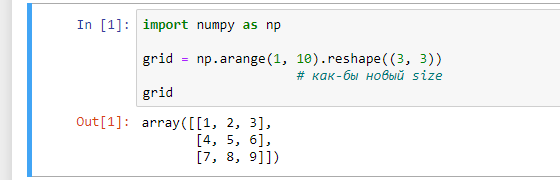 In [1]: import numpy as np
grid = np.arange(1, 10).reshape((3, 3))
# как-бы новый size
grid
Out[1]: array([[1, 2, 3],
[4, 5, 6],
[7, 8, 9]])